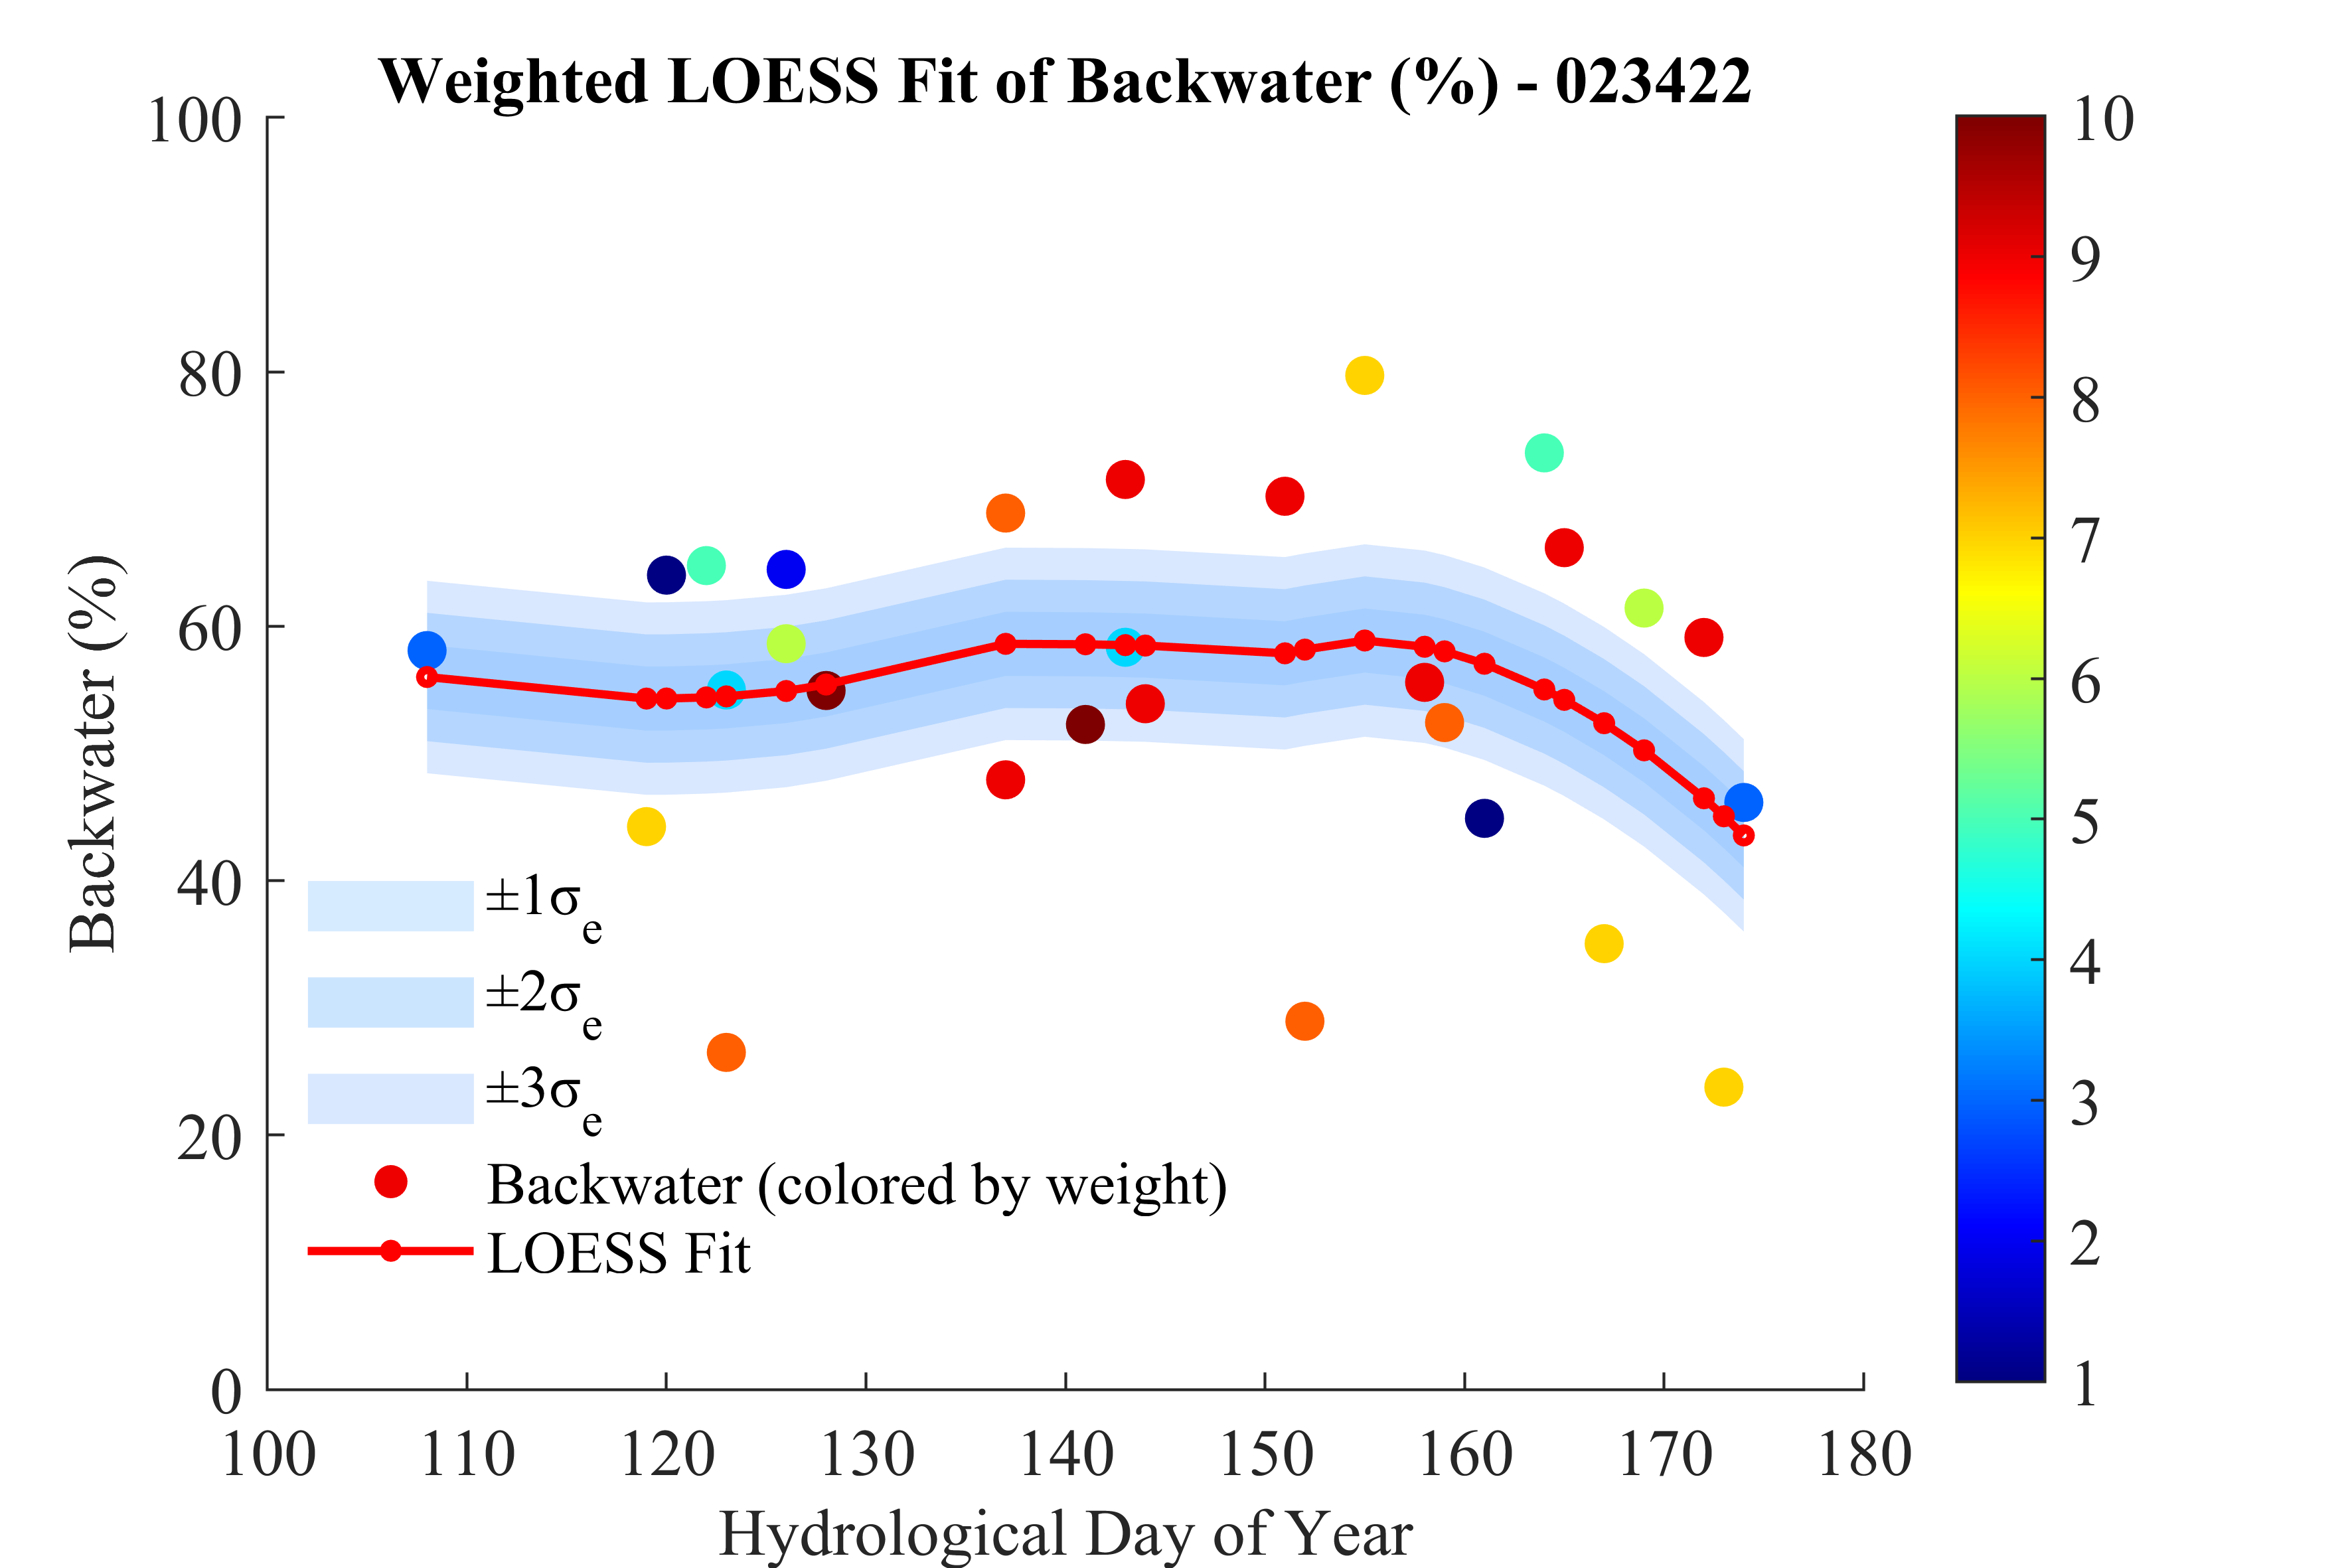 Weighted LOESS Fit of Backwater (%) - 023422
100
80
60
40
20
0
Backwater (%)
100 110 120 130 140 150 160 170 180
Hydrological Day of Year
±1σe
±2σe
±3σe
Backwater (colored by weight)
LOESS Fit
10
9
8
7
6
5
4
3
2
1